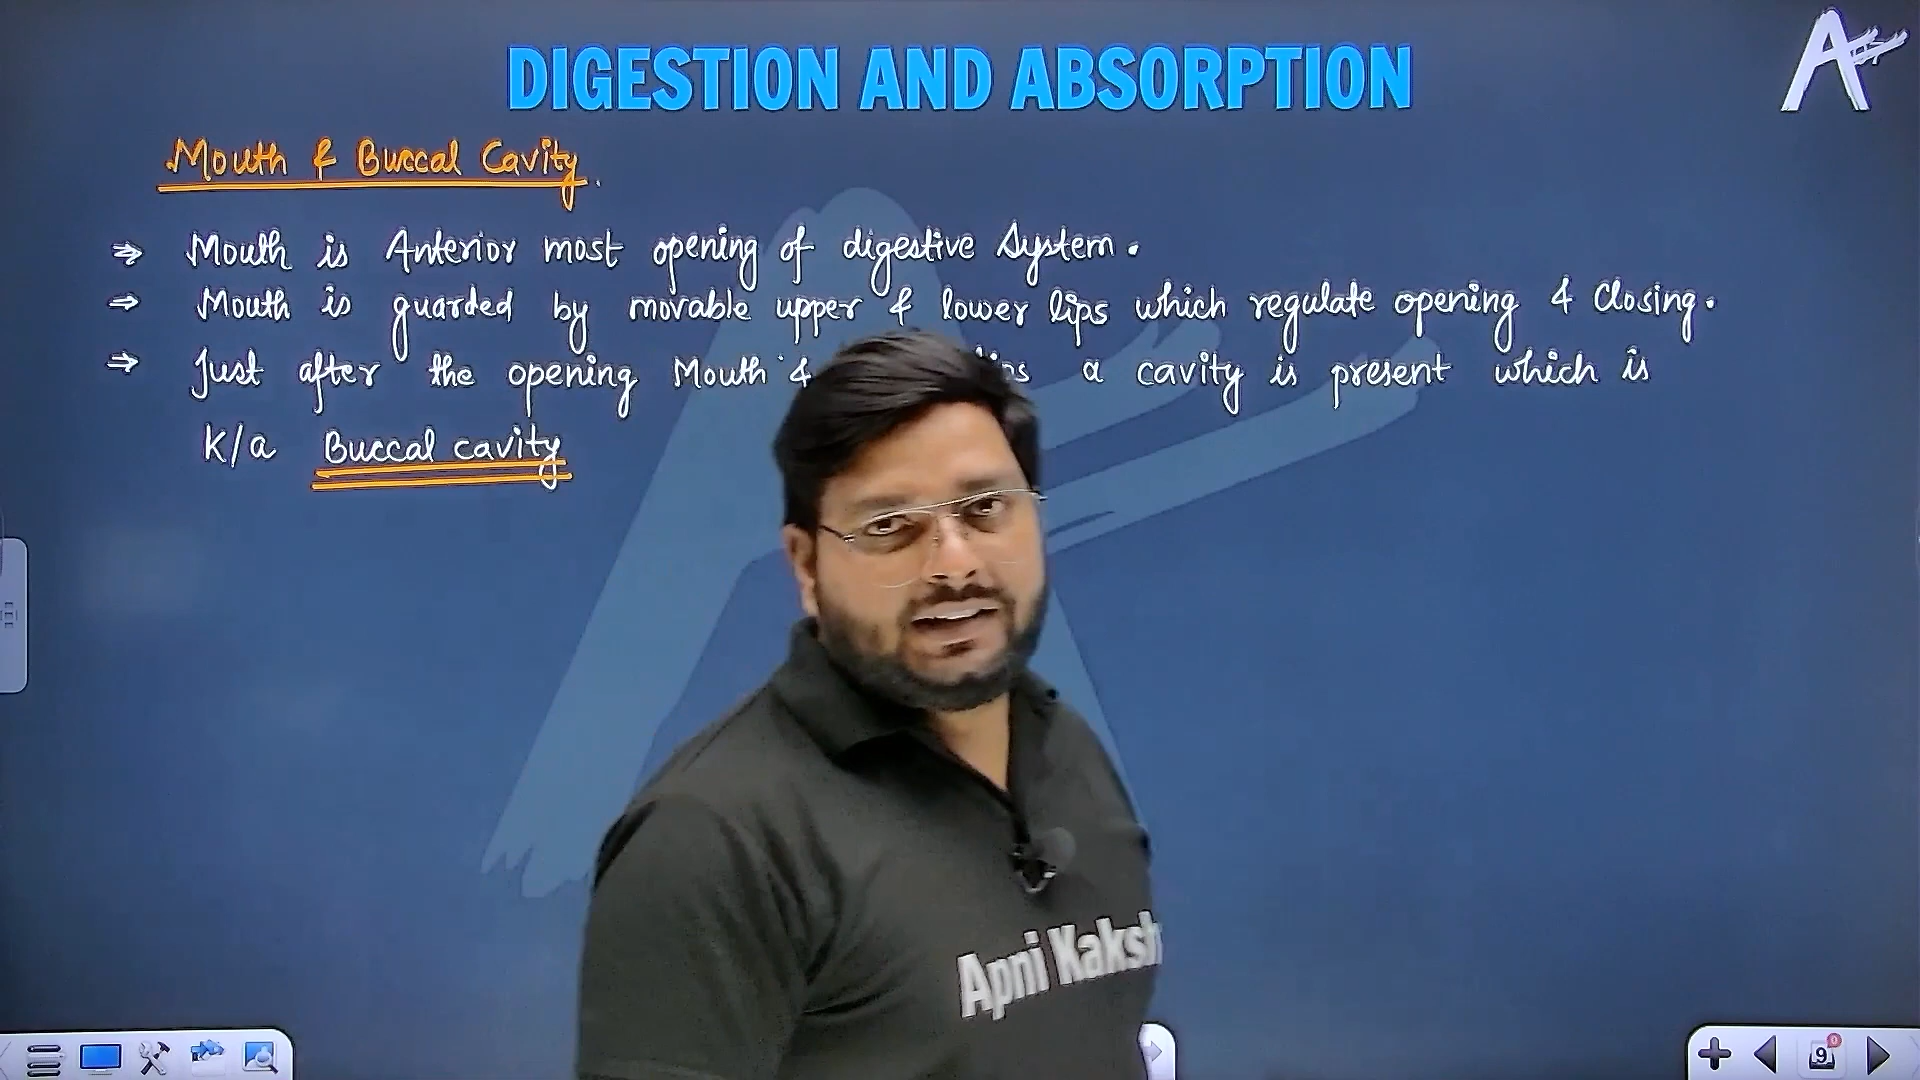 DIGESTION AND ABSORPTION
Mouth & Buccal Cavity.
⇒ Mouth is Anterior most opening of digestive System.
⇒ Mouth is guarded by movable upper & lower lips which regulate opening & Closing.
⇒ Just after the opening Mouth & a cavity is present which is
K/a Buccal cavity
Apni Kaksh
9